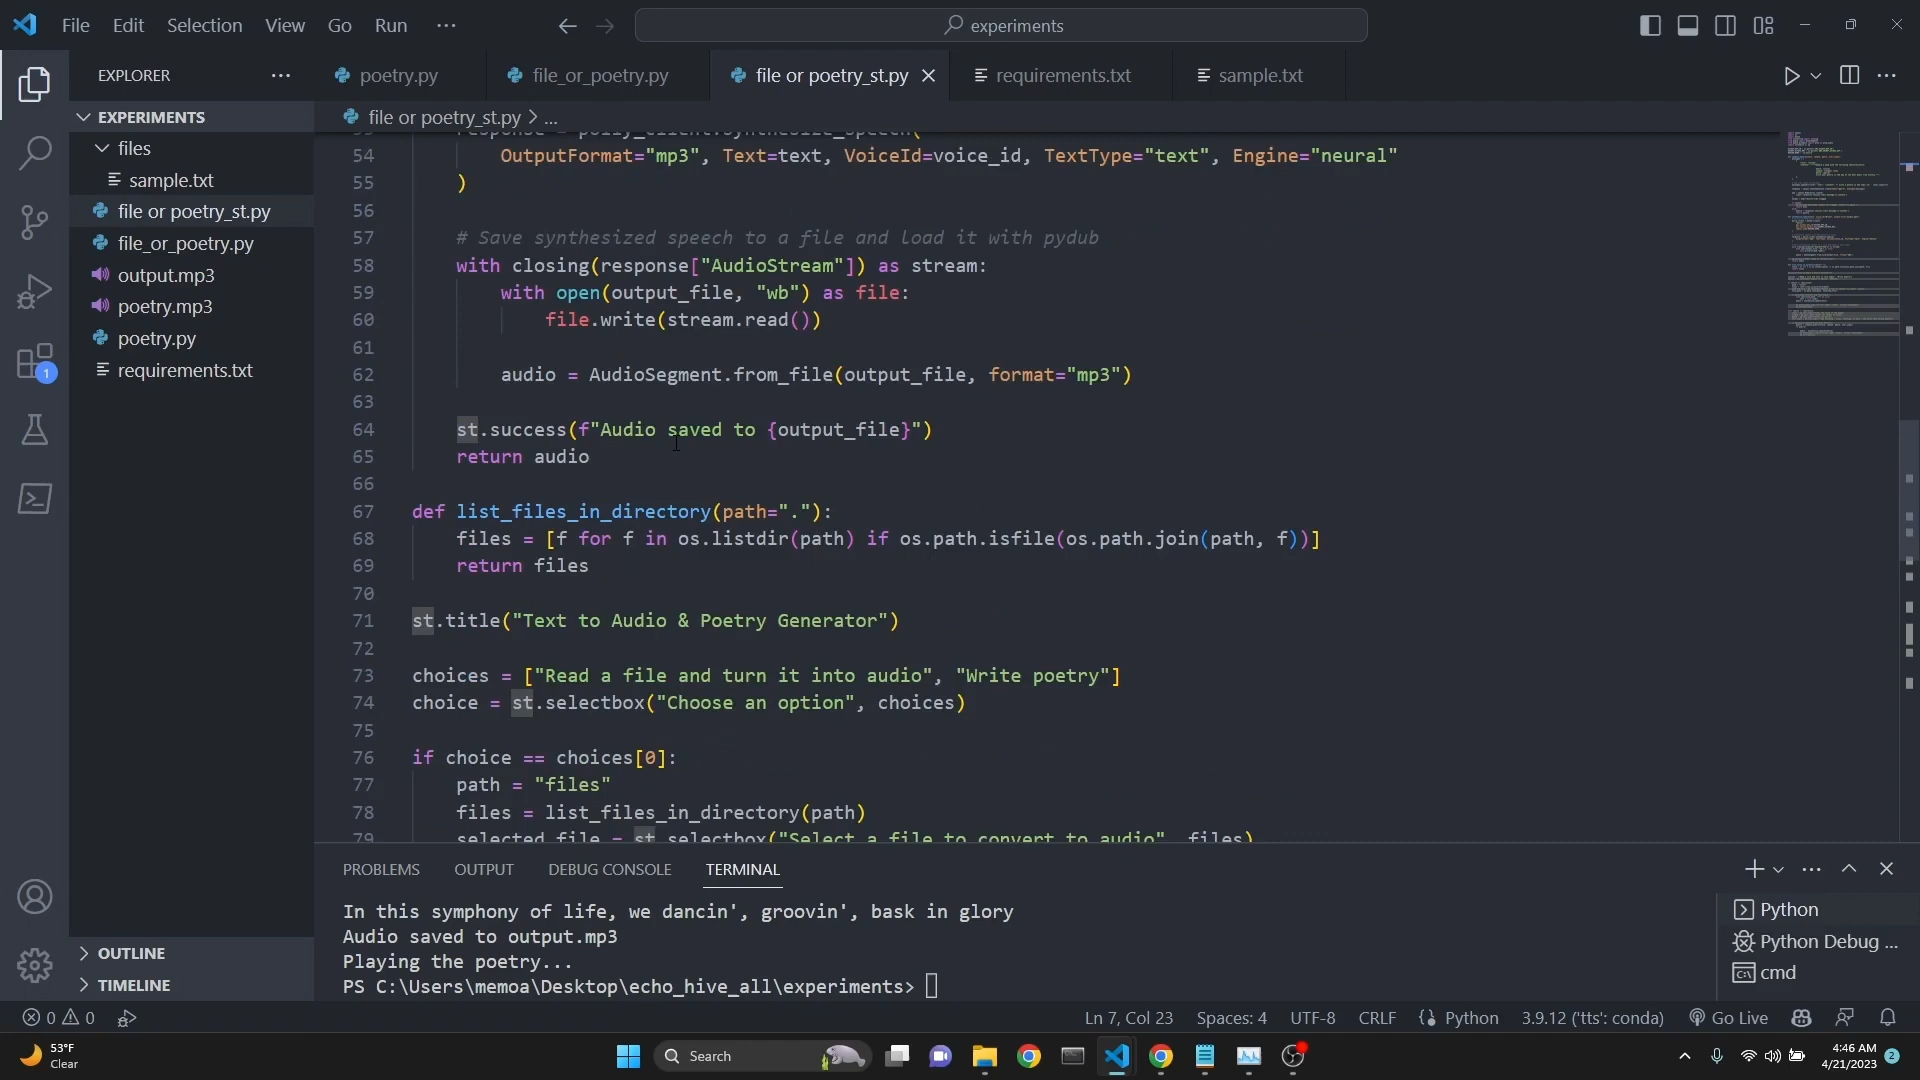 File Edit Selection View Go Run ···
experiments
EXPLORER
poetry.py
file_or_poetry.py
file or poetry_st.py
requirements.txt
sample.txt
EXPERIMENTS
file or poetry_st.py > ...
files
sample.txt
file or poetry_st.py
file_or_poetry.py
output.mp3
poetry.mp3
poetry.py
requirements.txt
1
OUTLINE
TIMELINE
53 response = polly_client.synthesize_speech(
54 OutputFormat="mp3", Text=text, VoiceId=voice_id, TextType="text", Engine="neural"
55 )
56
57 # Save synthesized speech to a file and load it with pydub
58 with closing(response["AudioStream"]) as stream:
59 with open(output_file, "wb") as file:
60 file.write(stream.read())
61
62 audio = AudioSegment.from_file(output_file, format="mp3")
63
64 st.success(f"Audio saved to {output_file}")
65 return audio
66
67 def list_files_in_directory(path="."):
68 files = [f for f in os.listdir(path) if os.path.isfile(os.path.join(path, f))]
69 return files
70
71 st.title("Text to Audio & Poetry Generator")
72
73 choices = ["Read a file and turn it into audio", "Write poetry"]
74 choice = st.selectbox("Choose an option", choices)
75
76 if choice == choices[0]:
77 path = "files"
78 files = list_files_in_directory(path)
79 selected_file = st.selectbox("Select a file to convert to audio", files)
PROBLEMS OUTPUT DEBUG CONSOLE TERMINAL
In this symphony of life, we dancin', groovin', bask in glory
Audio saved to output.mp3
Playing the poetry...
PS C:\Users\memoa\Desktop\echo_hive_all\experiments>
Python
Python Debug ...
cmd
0 0
Ln 7, Col 23 Spaces: 4 UTF-8 CRLF Python 3.9.12 ('tts': conda) Go Live
53°F
Clear
Search
4:46 AM
4/21/2023
2